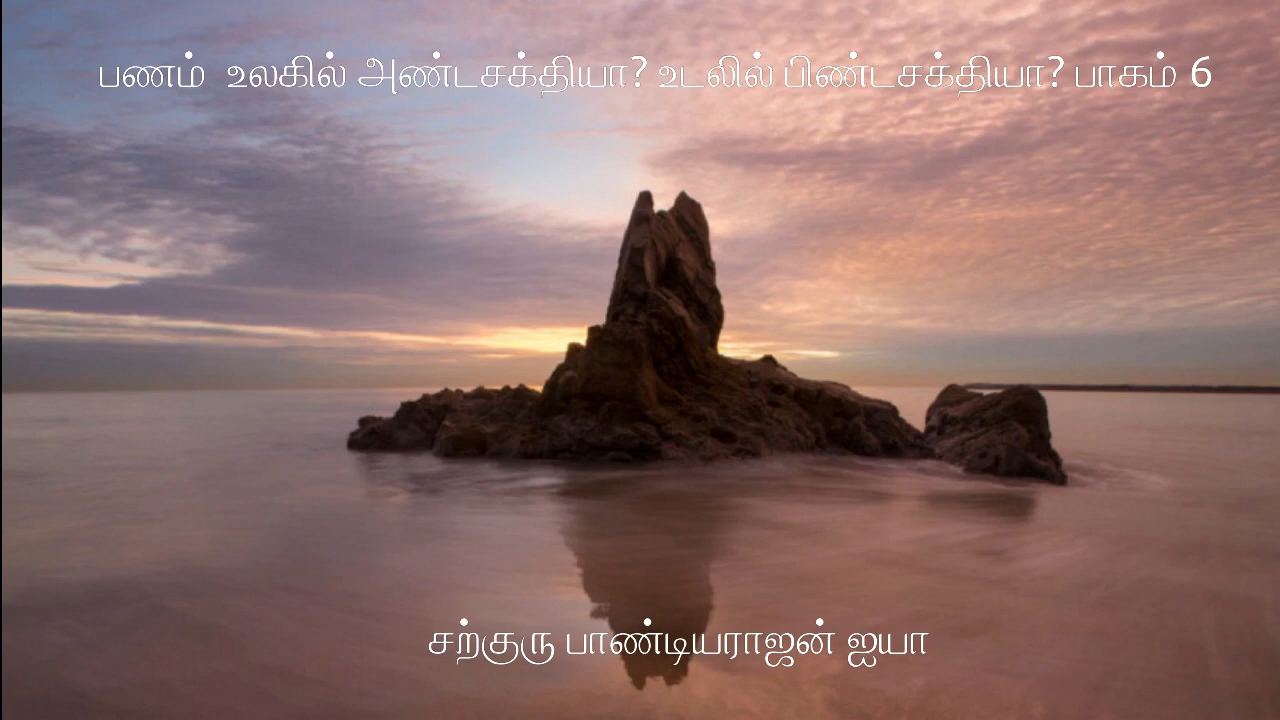 பணம் உலகில் அண்டசக்தியா? உடலில் பிண்டசக்தியா? பாகம் 6
சற்குரு பாண்டியராஜன் ஐயா